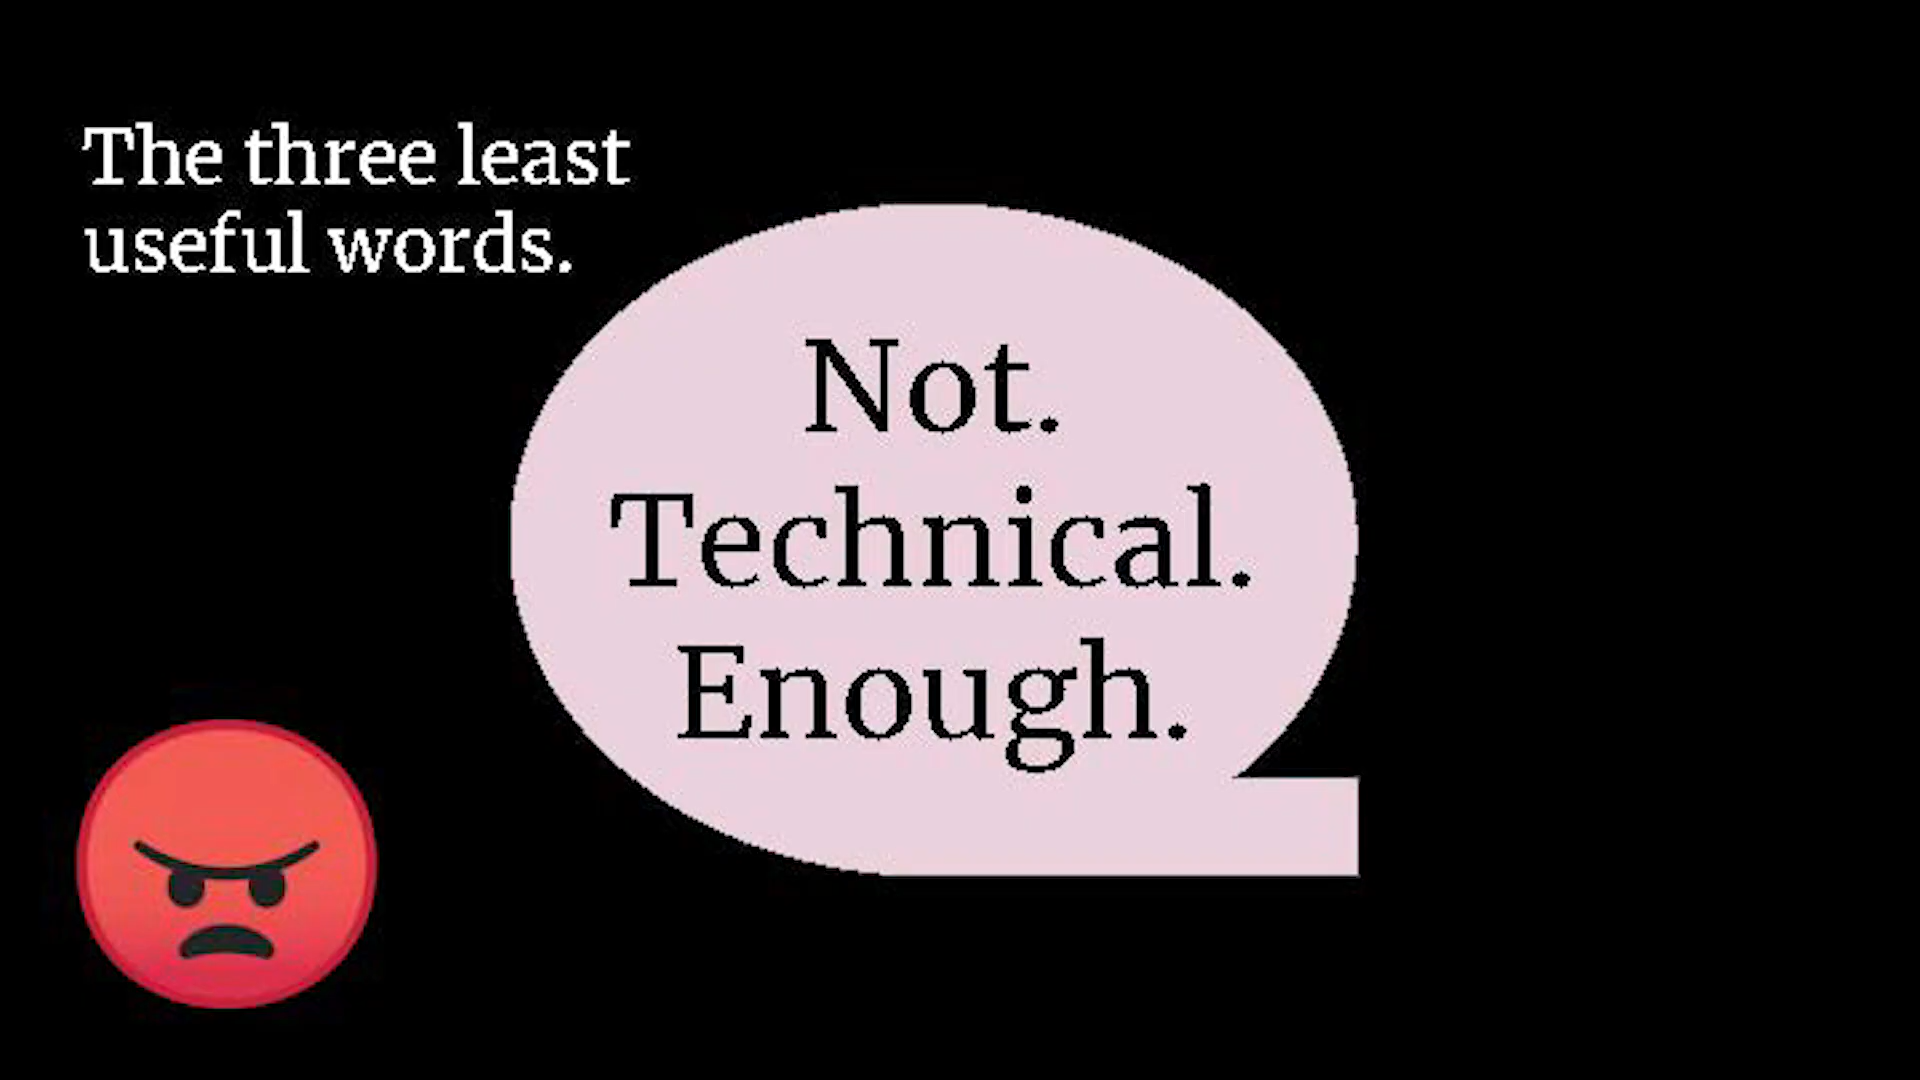 The three least
useful words.
Not.
Technical.
Enough.